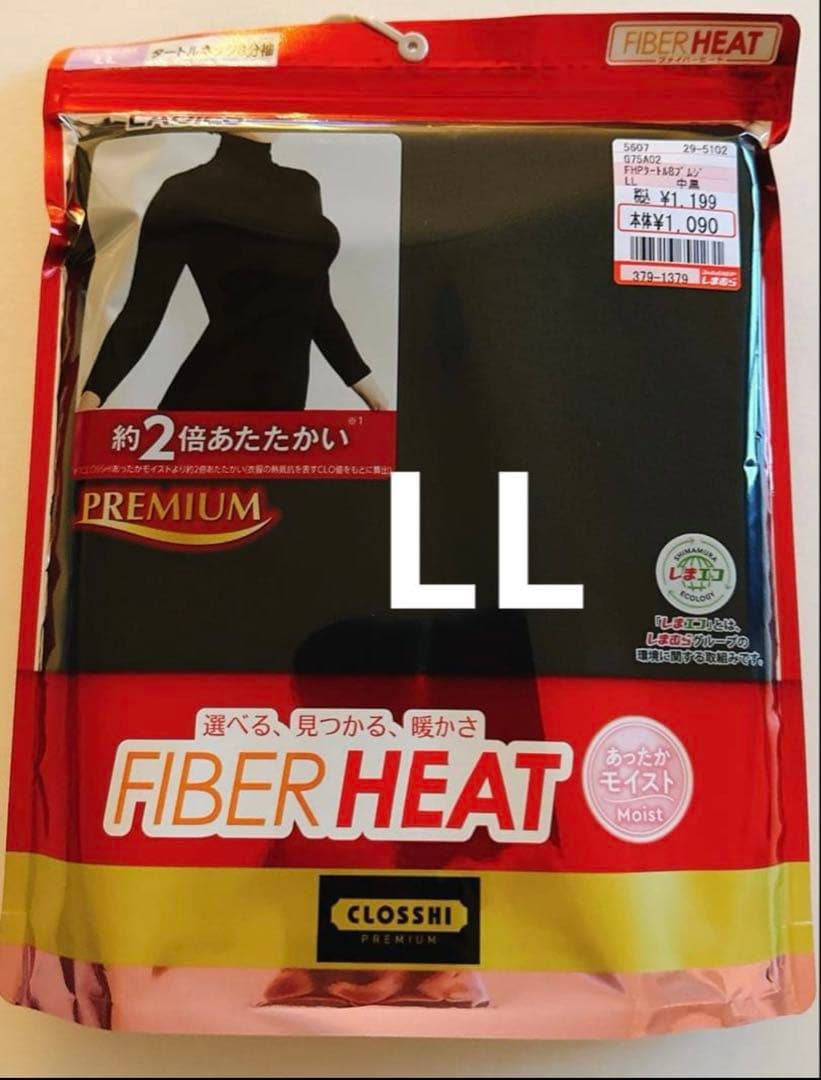 LL タートルネック8分袖
FIBER HEAT
ファイバーヒート
LADIES
5607 29-5102
075A02
FHPタートル8ブ ムジ
LL 中黒
税込 ¥1,199
本体¥1,090
379-1379 しまむら
約2倍あたたかい ※1
PREMIUM
LL
SHIMAMURA
しまエコ
ECOLOGY
「しまエコ」とは、
しまむらグループの
環境に関する取組みです。
選べる、見つかる、暖かさ
FIBER HEAT
あったか
モイスト
Moist
CLOSSHI
PREMIUM